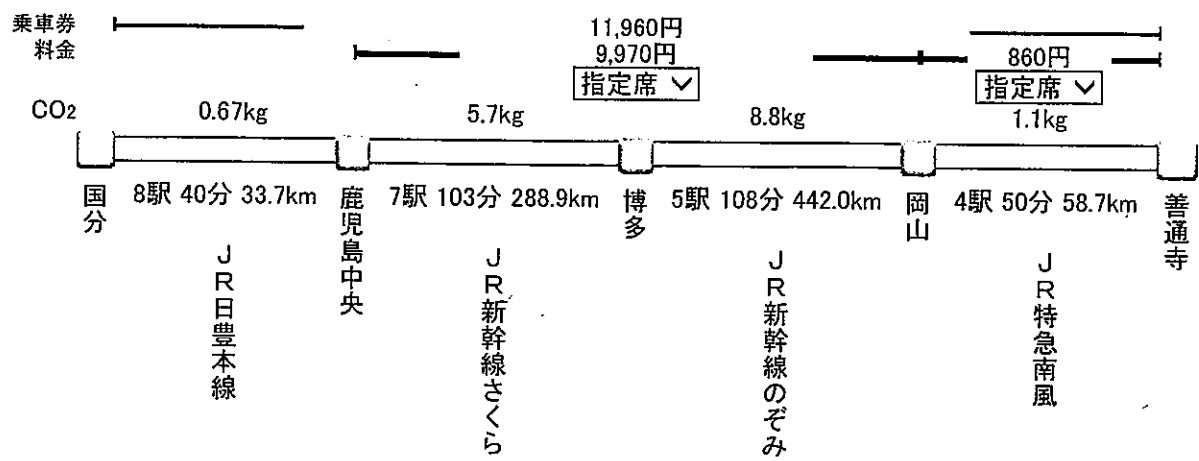 乗車券 11,960円
料金 9,970円 860円
指定席 指定席
CO2 0.67kg 5.7kg 8.8kg 1.1kg
国分 8駅 40分 33.7km 鹿児島中央 7駅 103分 288.9km 博多 5駅 108分 442.0km 岡山 4駅 50分 58.7km 善通寺
JR日豊本線
JR新幹線さくら
JR新幹線のぞみ
JR特急南風